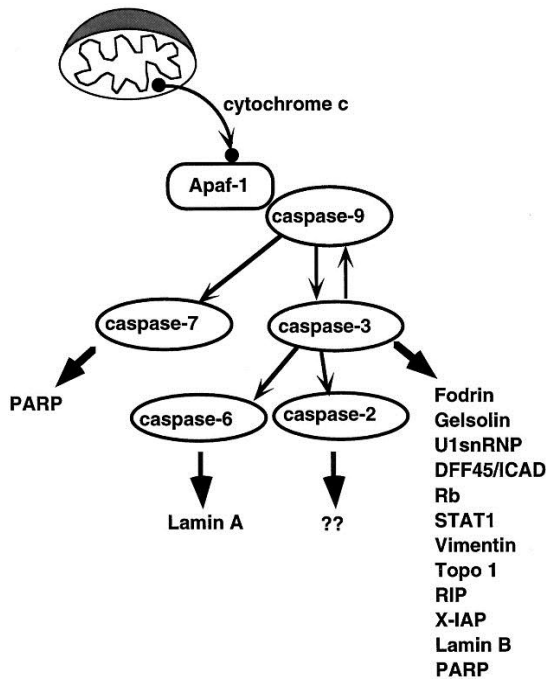 cytochrome c
Apaf-1
caspase-9
caspase-7
caspase-3
PARP
caspase-6
caspase-2
Lamin A
??
Fodrin
Gelsolin
U1snRNP
DFF45/ICAD
Rb
STAT1
Vimentin
Topo 1
RIP
X-IAP
Lamin B
PARP